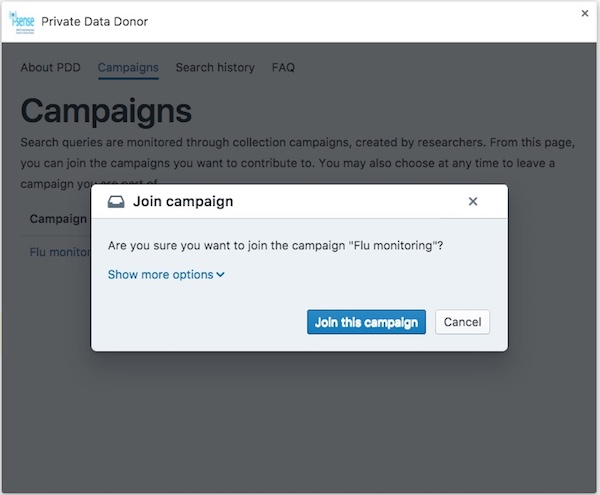 i-sense
Private Data Donor
About PDD Campaigns Search history FAQ
Campaigns
Search queries are monitored through collection campaigns, created by researchers. From this page,
you can join the campaigns you want to contribute to. You may also choose at any time to leave a
campaign you are part of.
Campaign
Flu monitor
Join campaign
Are you sure you want to join the campaign "Flu monitoring"?
Show more options
Join this campaign Cancel